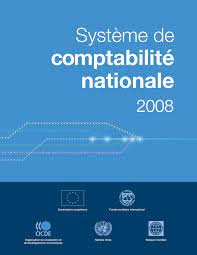 Système de
comptabilité
nationale
2008
Commission européenne
Fonds monétaire international
OCDE
Organisation de coopération et
de développement économiques
Nations Unies
Banque mondiale